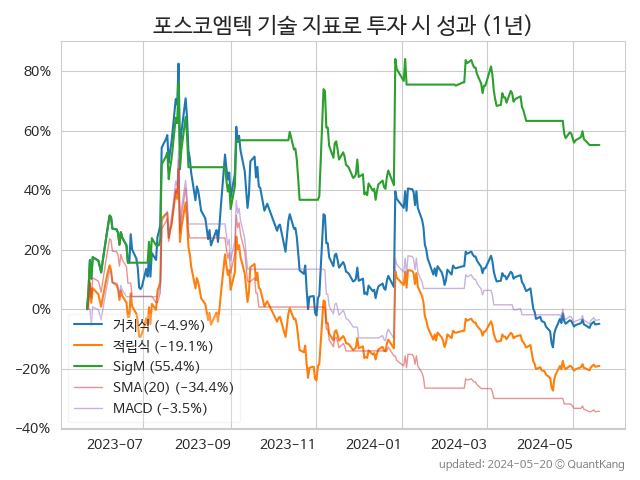 포스코엠텍 기술 지표로 투자 시 성과 (1년)
80%
60%
40%
20%
0%
−20%
−40%
거치식 (−4.9%)
적립식 (−19.1%)
SigM (55.4%)
SMA(20) (−34.4%)
MACD (−3.5%)
2023−07
2023−09
2023−11
2024−01
2024−03
2024−05
updated: 2024−05−20 © QuantKang